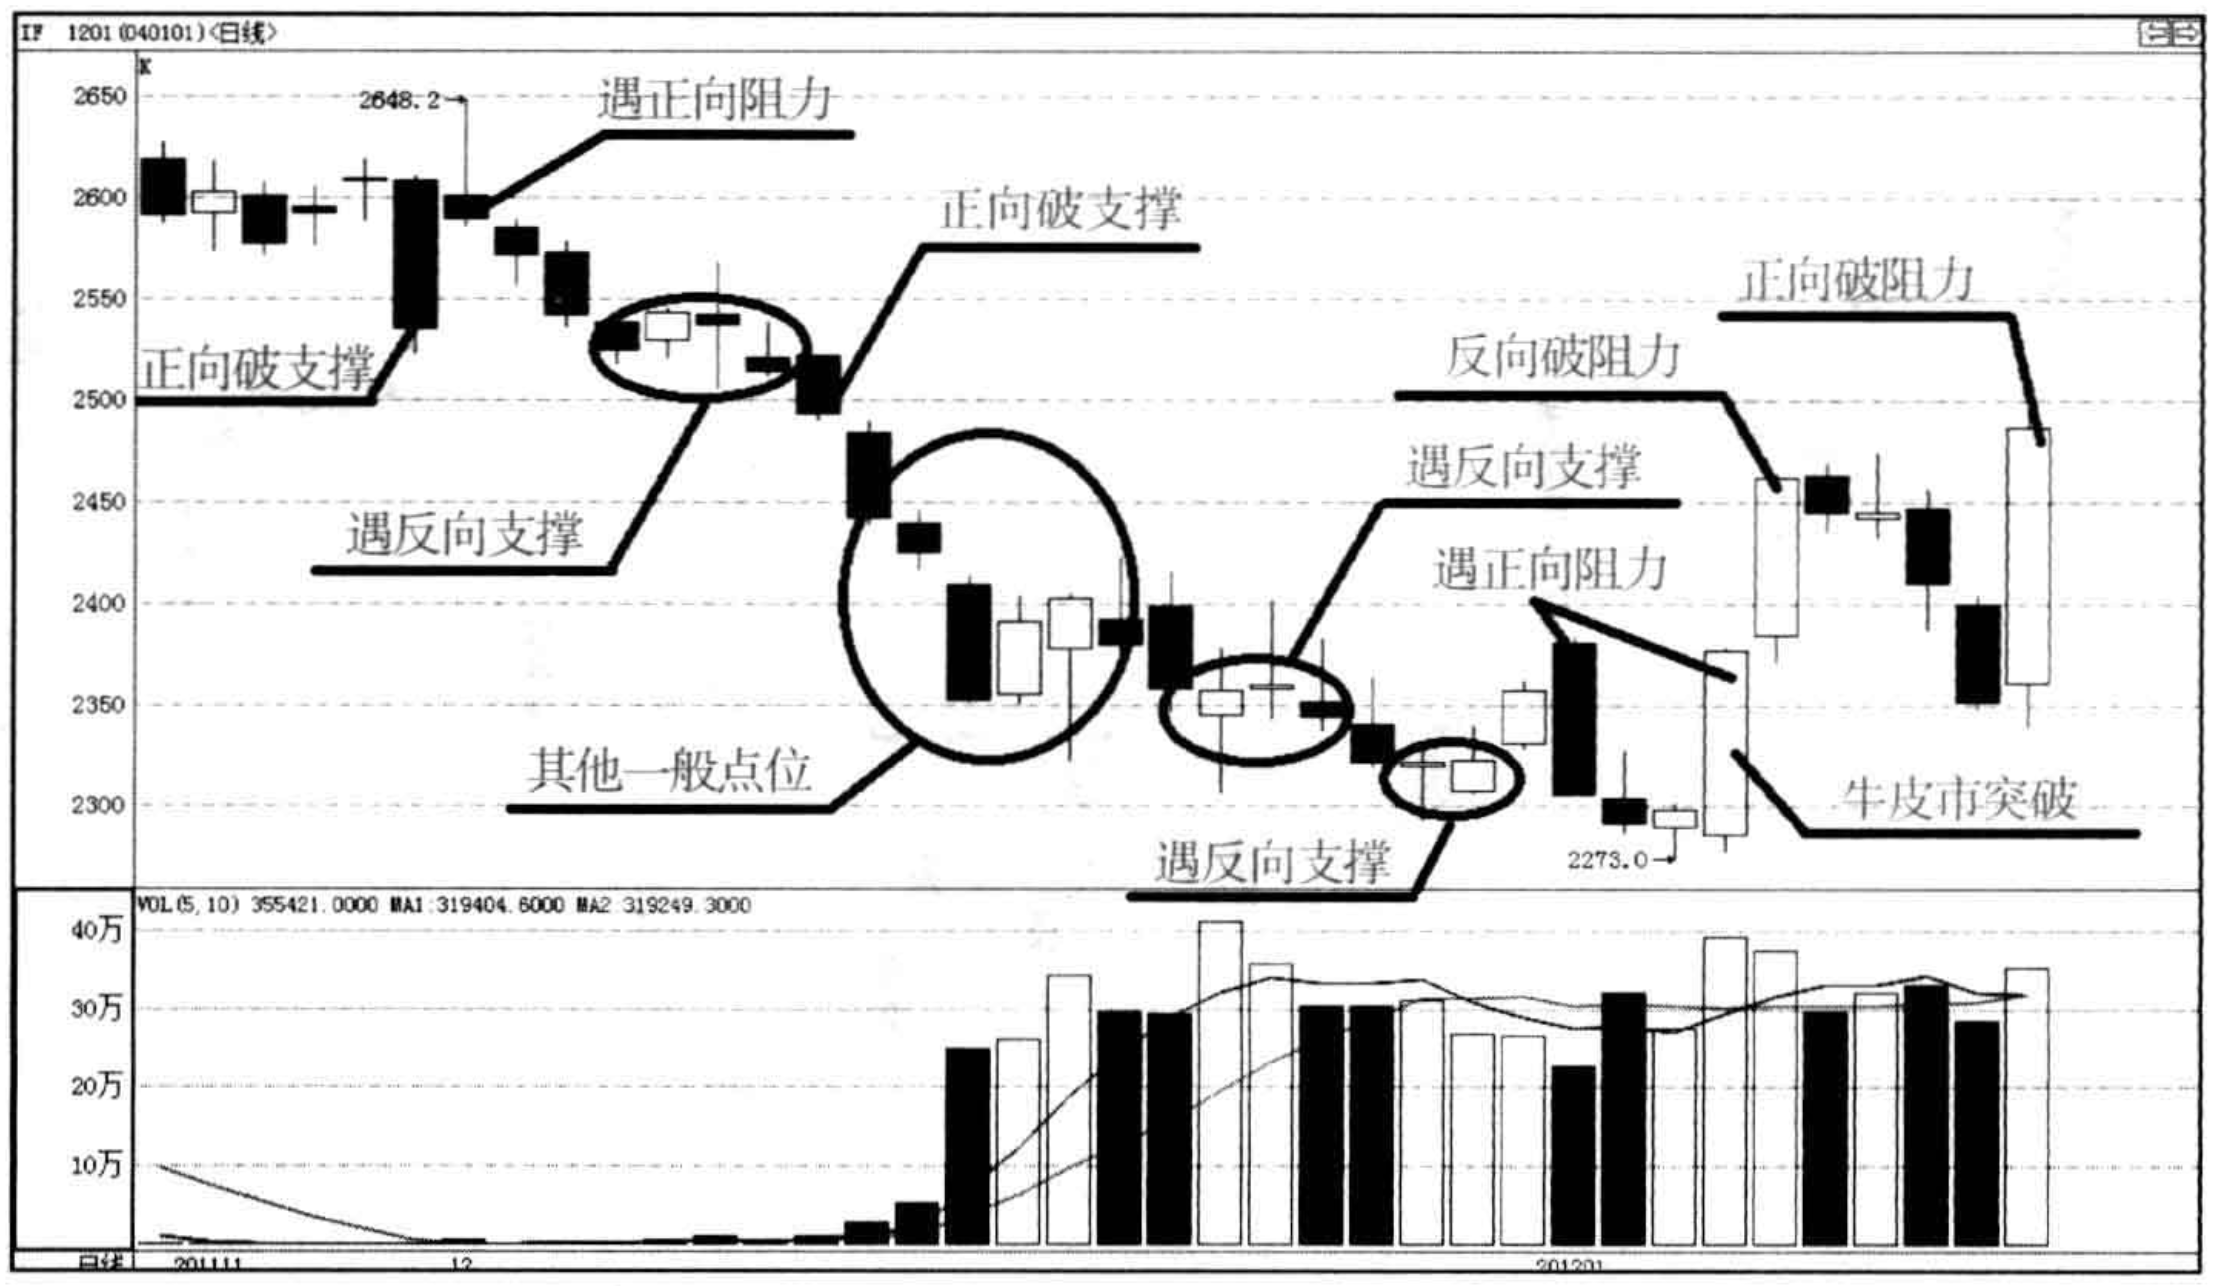 IF 1201(040101)<日线>
K
2650
2648.2
遇正向阻力
2600
正向破支撑
2550
正向破阻力
正向破支撑
反向破阻力
2500
遇反向支撑
2450
遇反向支撑
遇正向阻力
2400
2350
其他一般点位
牛皮市突破
2300
遇反向支撑
2273.0
VOL(5,10) 355421.0000 MA1:319404.6000 MA2:319249.3000
40万
30万
20万
10万
日线
201111
12
201201